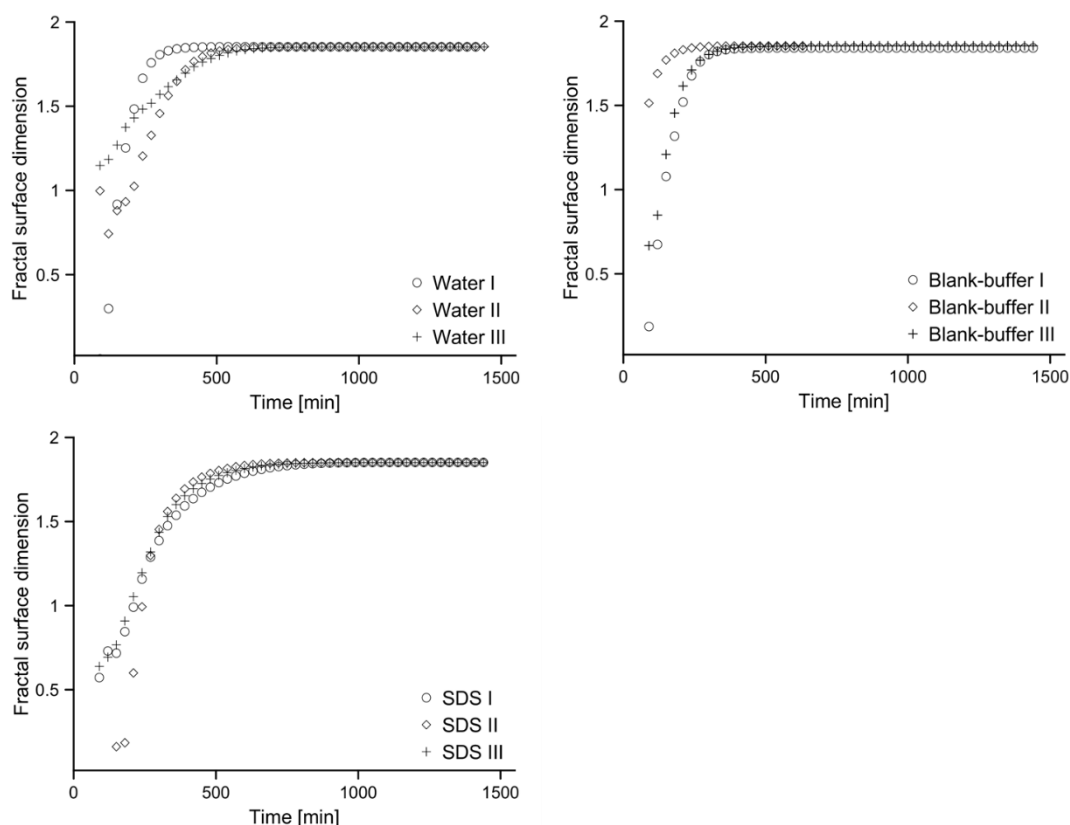 Fractal surface dimension
2
1.5
1
0.5
0 500 1000 1500
Time [min]
Water I
Water II
Water III
Fractal surface dimension
2
1.5
1
0.5
0 500 1000 1500
Time [min]
Blank-buffer I
Blank-buffer II
Blank-buffer III
Fractal surface dimension
2
1.5
1
0.5
0 500 1000 1500
Time [min]
SDS I
SDS II
SDS III